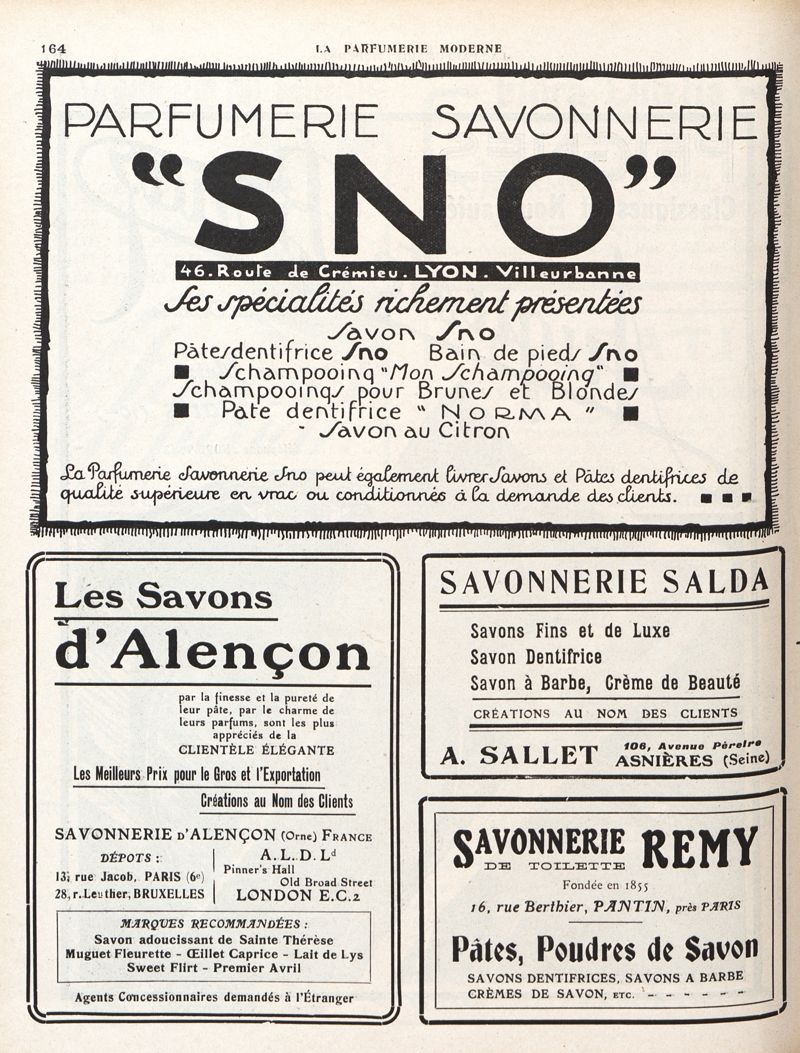 164
LA PARFUMERIE MODERNE
PARFUMERIE SAVONNERIE
“SNO”
46. Route de Crémieu. LYON. Villeurbanne
Ses spécialités richement présentées
Savon Sno
Pâtes dentifrice Sno Bain de pieds Sno
■ Schampooing "Mon Schampooing" ■
Schampooings pour Brunes et Blondes
■ Pate dentifrice " NORMA " ■
Savon au Citron
La Parfumerie Savonnerie Sno peut également livrer Savons et Pâtes dentifrices de
qualité supérieure en vrac ou conditionnés à la demande des clients. ■ ■ ■
Les Savons
d'Alençon
par la finesse et la pureté de
leur pâte, par le charme de
leurs parfums, sont les plus
appréciés de la
CLIENTÈLE ÉLÉGANTE
Les Meilleurs Prix pour le Gros et l'Exportation
Créations au Nom des Clients
SAVONNERIE D'ALENÇON (Orne) FRANCE
DÉPOTS :
13, rue Jacob, PARIS (6e)
28, r. Leuther, BRUXELLES
A. L. D. Ld
Pinner's Hall
Old Broad Street
LONDON E.C.2
MARQUES RECOMMANDÉES :
Savon adoucissant de Sainte Thérèse
Muguet Fleurette - Œillet Caprice - Lait de Lys
Sweet Flirt - Premier Avril
Agents Concessionnaires demandés à l'Étranger
SAVONNERIE SALDA
Savons Fins et de Luxe
Savon Dentifrice
Savon à Barbe, Crème de Beauté
CRÉATIONS AU NOM DES CLIENTS
A. SALLET 106, Avenue Péreire
ASNIÈRES (Seine)
SAVONNERIE REMY
DE TOILETTE
Fondée en 1855
16, rue Berthier, PANTIN, près PARIS
Pâtes, Poudres de Savon
SAVONS DENTIFRICES, SAVONS A BARBE
CRÈMES DE SAVON, ETC. - - - - - -